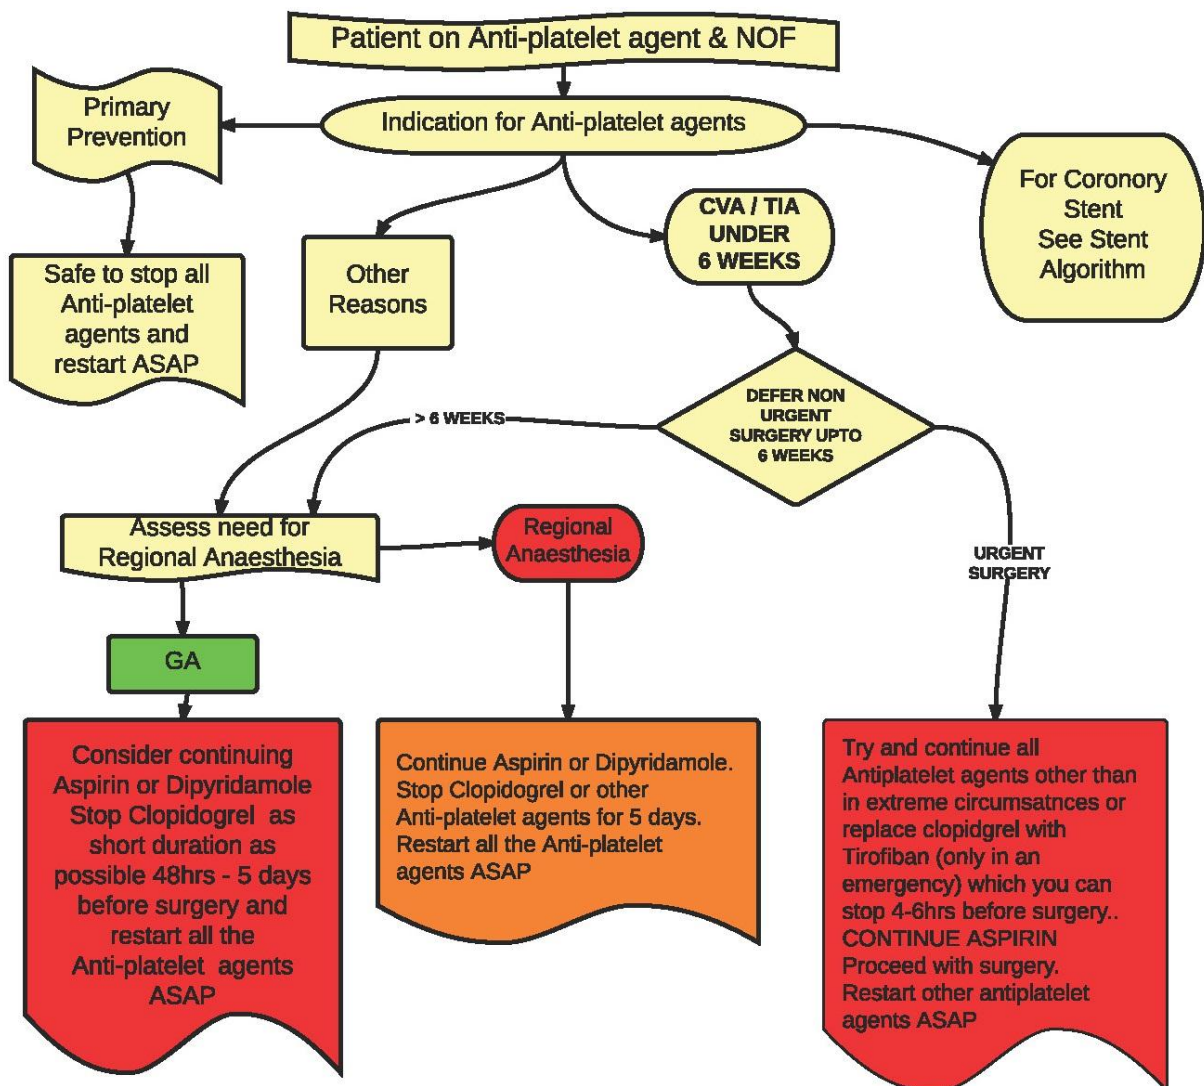 Patient on Anti-platelet agent & NOF
Primary
Prevention
Indication for Anti-platelet agents
For Coronory
Stent
See Stent
Algorithm
CVA / TIA
UNDER
6 WEEKS
Safe to stop all
Anti-platelet
agents and
restart ASAP
Other
Reasons
DEFER NON
URGENT
SURGERY UPTO
6 WEEKS
> 6 WEEKS
Assess need for
Regional Anaesthesia
Regional
Anaesthesia
URGENT
SURGERY
GA
Consider continuing
Aspirin or Dipyridamole
Stop Clopidogrel as
short duration as
possible 48hrs - 5 days
before surgery and
restart all the
Anti-platelet agents
ASAP
Continue Aspirin or Dipyridamole.
Stop Clopidogrel or other
Anti-platelet agents for 5 days.
Restart all the Anti-platelet
agents ASAP
Try and continue all
Antiplatelet agents other than
in extreme circumsatnces or
replace clopidgrel with
Tirofiban (only in an
emergency) which you can
stop 4-6hrs before surgery..
CONTINUE ASPIRIN
Proceed with surgery.
Restart other antiplatelet
agents ASAP